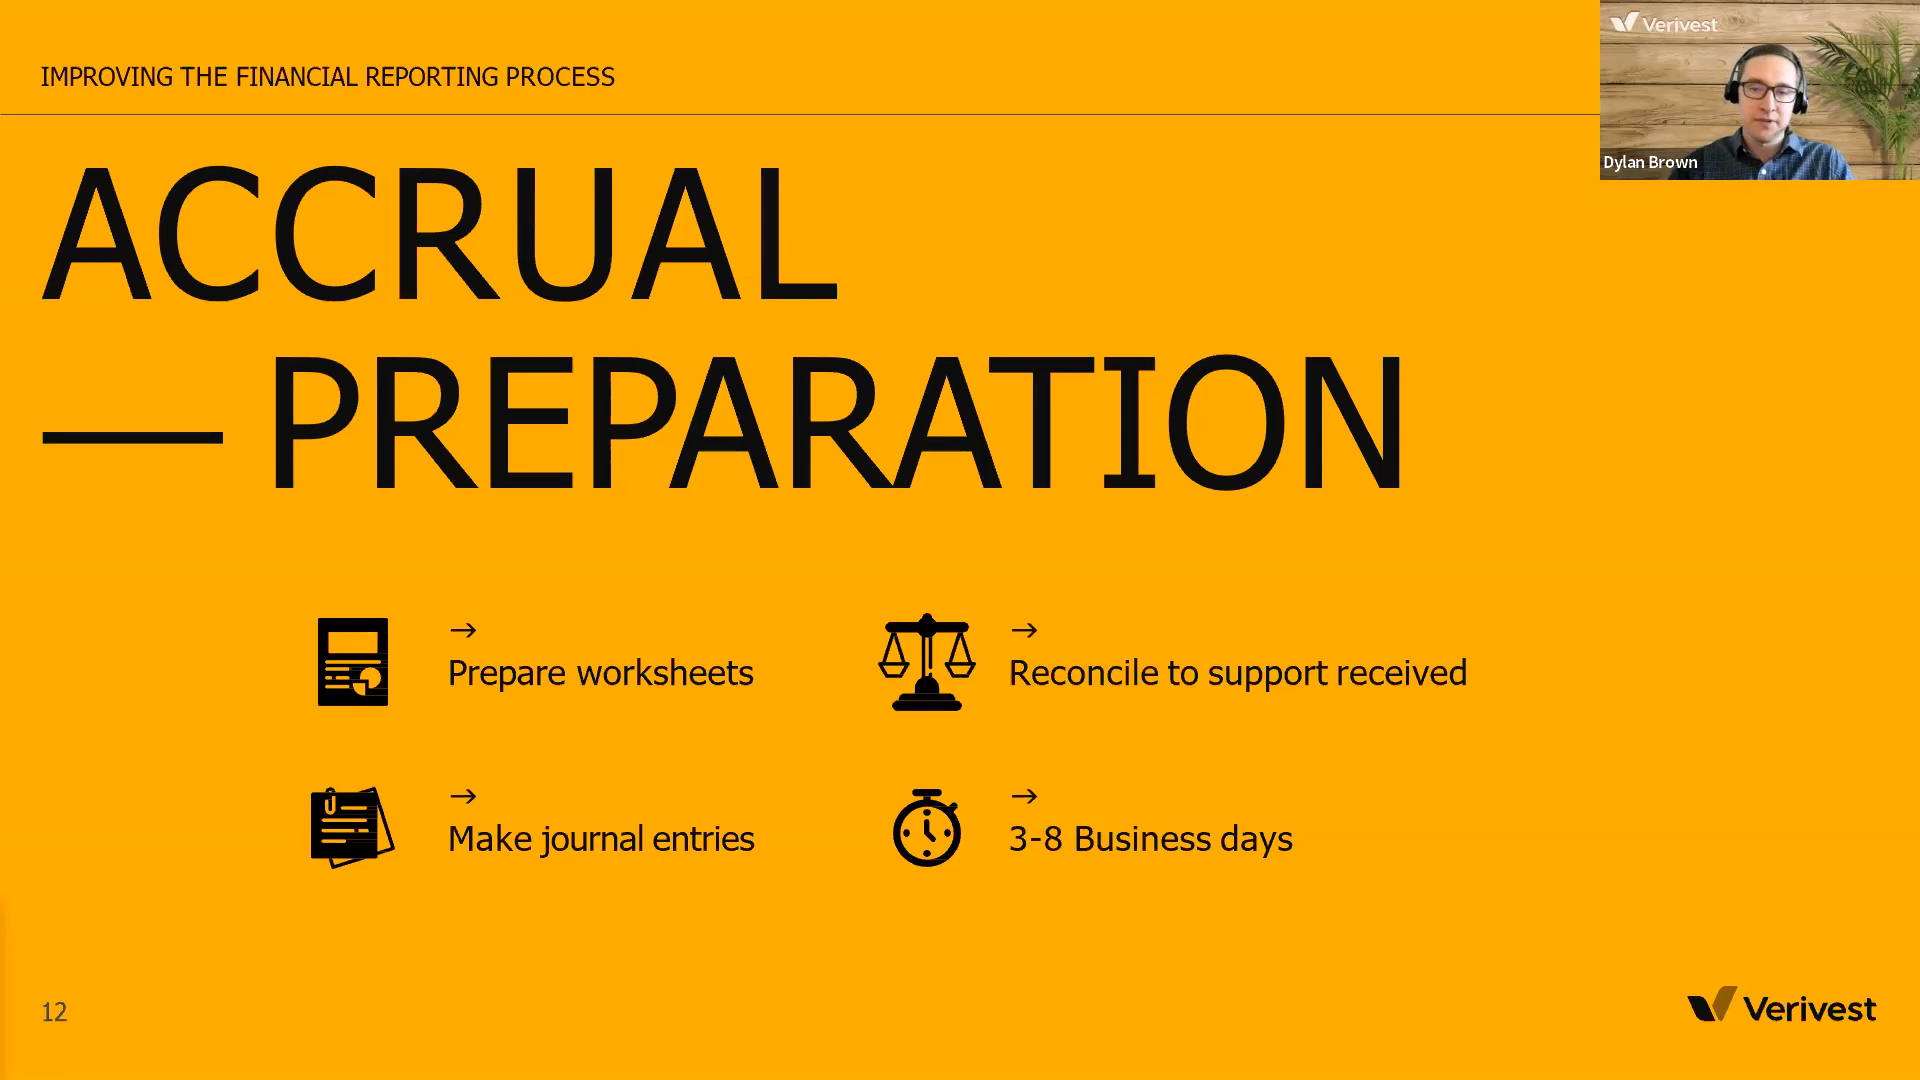 IMPROVING THE FINANCIAL REPORTING PROCESS
Verivest
Dylan Brown
ACCRUAL
— PREPARATION
→
Prepare worksheets
→
Reconcile to support received
→
Make journal entries
→
3-8 Business days
12
Verivest